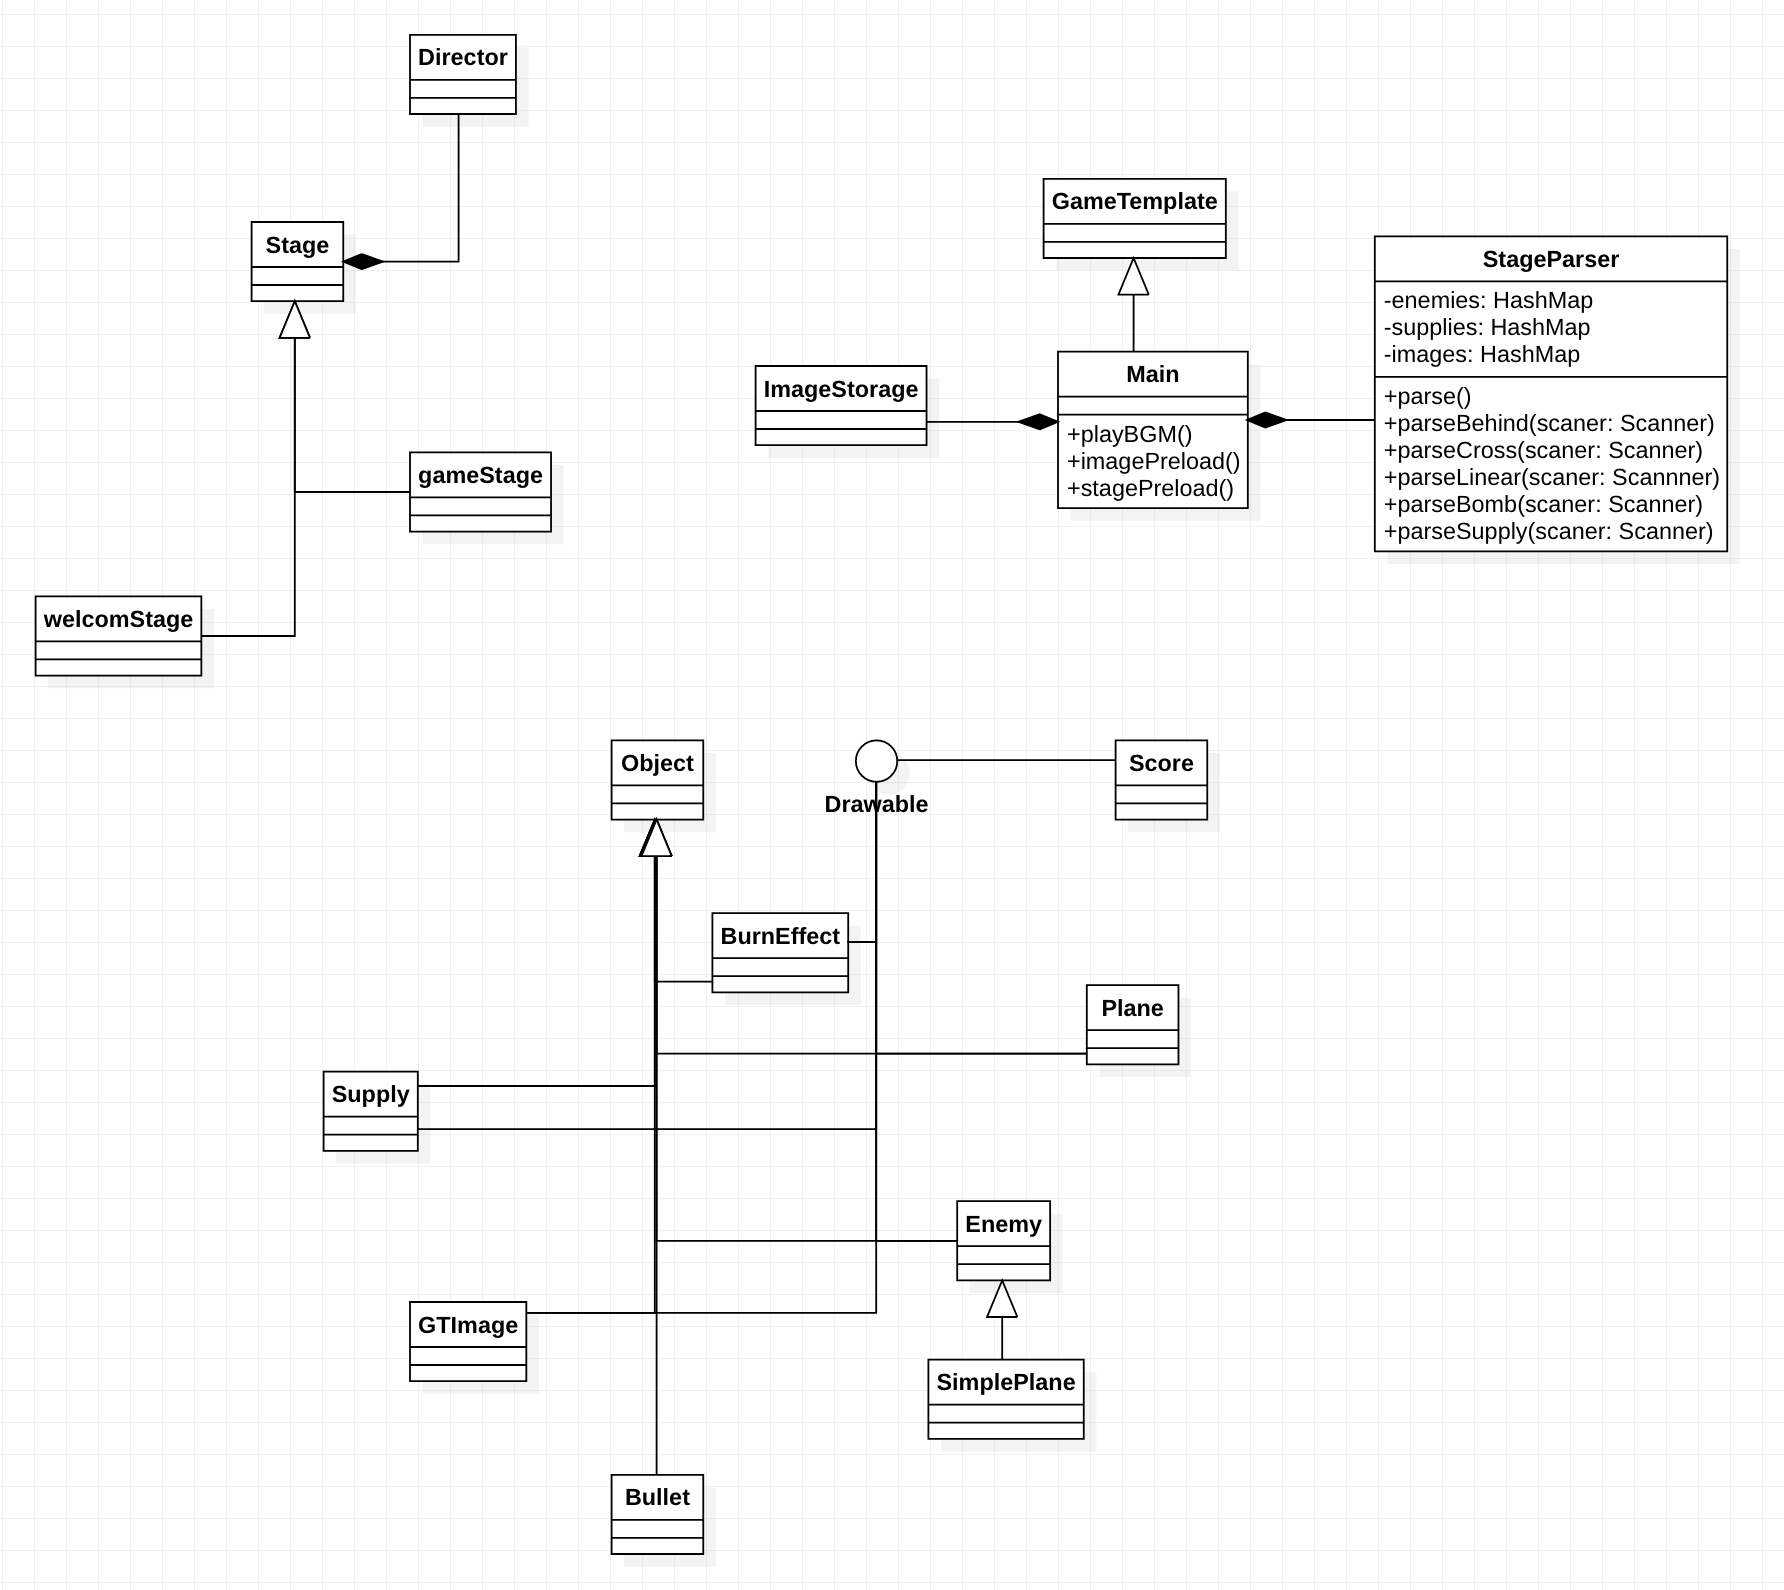 Director
Stage
gameStage
welcomStage
GameTemplate
ImageStorage
Main
+playBGM()
+imagePreload()
+stagePreload()
StageParser
-enemies: HashMap
-supplies: HashMap
-images: HashMap
+parse()
+parseBehind(scaner: Scanner)
+parseCross(scaner: Scanner)
+parseLinear(scaner: Scannner)
+parseBomb(scaner: Scanner)
+parseSupply(scaner: Scanner)
Object
Drawable
Score
BurnEffect
Plane
Supply
Enemy
GTImage
SimplePlane
Bullet